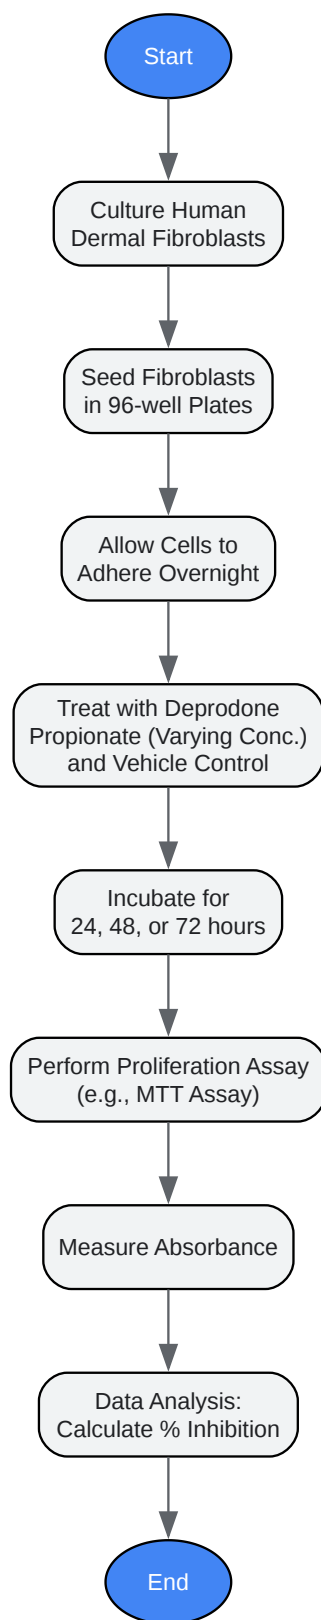 Start
Culture Human
Dermal Fibroblasts
Seed Fibroblasts
in 96-well Plates
Allow Cells to
Adhere Overnight
Treat with Deprodone
Propionate (Varying Conc.)
and Vehicle Control
Incubate for
24, 48, or 72 hours
Perform Proliferation Assay
(e.g., MTT Assay)
Measure Absorbance
Data Analysis:
Calculate % Inhibition
End